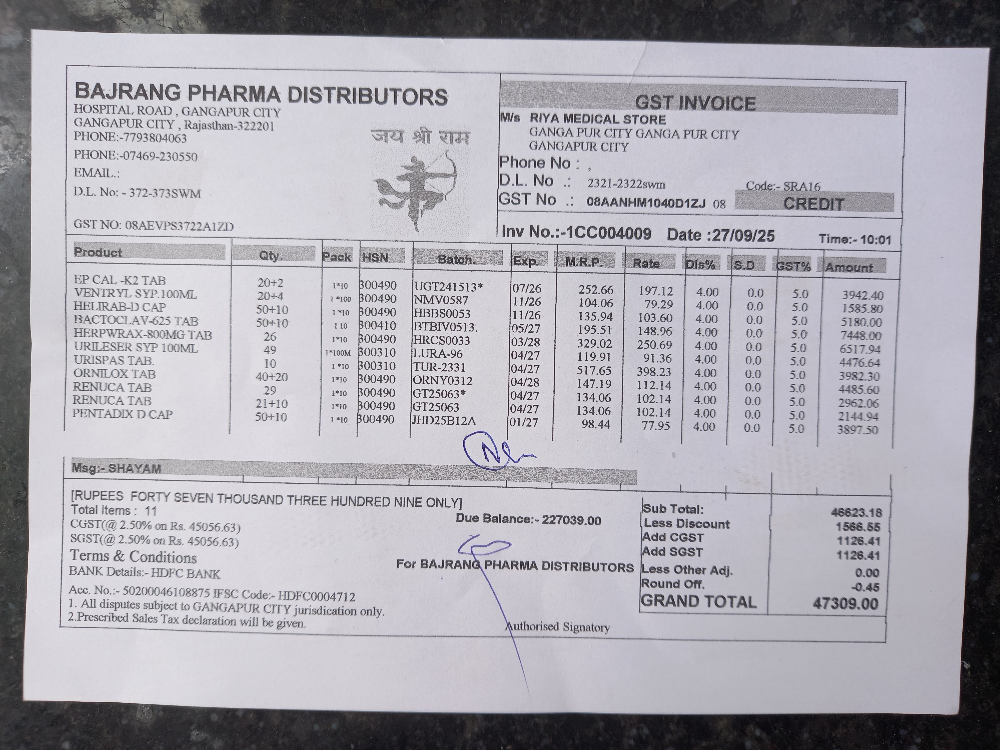 BAJRANG PHARMA DISTRIBUTORS
HOSPITAL ROAD , GANGAPUR CITY
GANGAPUR CITY , Rajasthan-322201
PHONE:-7793804063
PHONE:-07469-230550
EMAIL.:
D.L. No: - 372-373SWM
GST NO: 08AEVPS3722A1ZD
जय श्री राम
GST INVOICE
M/s RIYA MEDICAL STORE
GANGA PUR CITY GANGA PUR CITY
GANGAPUR CITY
Phone No : ,
D.L. No .: 2321-2322swm Code:- SRA16
GST No .: 08AANHM1040D1ZJ 08 CREDIT
Inv No.:-1CC004009 Date :27/09/25 Time:- 10:01
Product Qty. Pack HSN Batch. Exp. M.R.P. Rate Dis% S.D GST% Amount
EP CAL -K2 TAB 20+2 1*10 300490 UGT241513* 07/26 252.66 197.12 4.00 0.0 5.0 3942.40
VENTRYL SYP.100ML 20+4 1 *100 300490 NMV0587 11/26 104.06 79.29 4.00 0.0 5.0 1585.80
HELIRAB-D CAP 50+10 1 *10 300490 HBBS0053 11/26 135.94 103.60 4.00 0.0 5.0 5180.00
BACTOCLAV-625 TAB 50+10 1 10 300410 BTBIV0513. 05/27 195.51 148.96 4.00 0.0 5.0 7448.00
HERPWRAX-800MG TAB 26 1*10 300490 HRCS0033 03/28 329.02 250.69 4.00 0.0 5.0 6517.94
URILESER SYP 100ML 49 1*100M 300310 LURA-96 04/27 119.91 91.36 4.00 0.0 5.0 4476.64
URISPAS TAB. 10 1 *10 300310 TUR-2331 04/27 517.65 398.23 4.00 0.0 5.0 3982.30
ORNILOX TAB 40+20 1*10 300490 ORNY0312 04/28 147.19 112.14 4.00 0.0 5.0 4485.60
RENUCA TAB 29 1*10 300490 GT25063* 04/27 134.06 102.14 4.00 0.0 5.0 2962.06
RENUCA TAB 21+10 1*10 300490 GT25063 04/27 134.06 102.14 4.00 0.0 5.0 2144.94
PENTADIX D CAP 50+10 1 *10 300490 JHD25B12A 01/27 98.44 77.95 4.00 0.0 5.0 3897.50
Msg:- SHAYAM
[RUPEES FORTY SEVEN THOUSAND THREE HUNDRED NINE ONLY]
Total Items : 11
Due Balance:- 227039.00
CGST(@ 2.50% on Rs. 45056.63)
SGST(@ 2.50% on Rs. 45056.63)
Terms & Conditions
For BAJRANG PHARMA DISTRIBUTORS
BANK Details:- HDFC BANK
Acc. No.:- 50200046108875 IFSC Code:- HDFC0004712
1. All disputes subject to GANGAPUR CITY jurisdication only.
2.Prescribed Sales Tax declaration will be given.
Authorised Signatory
Sub Total: 46623.18
Less Discount 1566.55
Add CGST 1126.41
Add SGST 1126.41
Less Other Adj. 0.00
Round Off. -0.45
GRAND TOTAL 47309.00